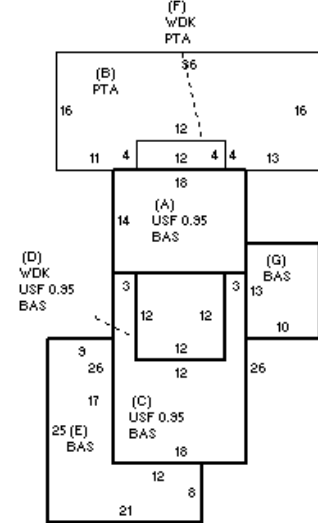 (F)
WDK
PTA
36
(B)
PTA
16
16
12
11
4
12
4
4
13
18
(A)
USF 0.95
BAS
14
(D)
WDK
USF 0.95
BAS
(G)
BAS
3
3
13
12
12
10
9
12
26
12
26
17
(C)
USF 0.95
BAS
25 (E)
BAS
18
12
8
21